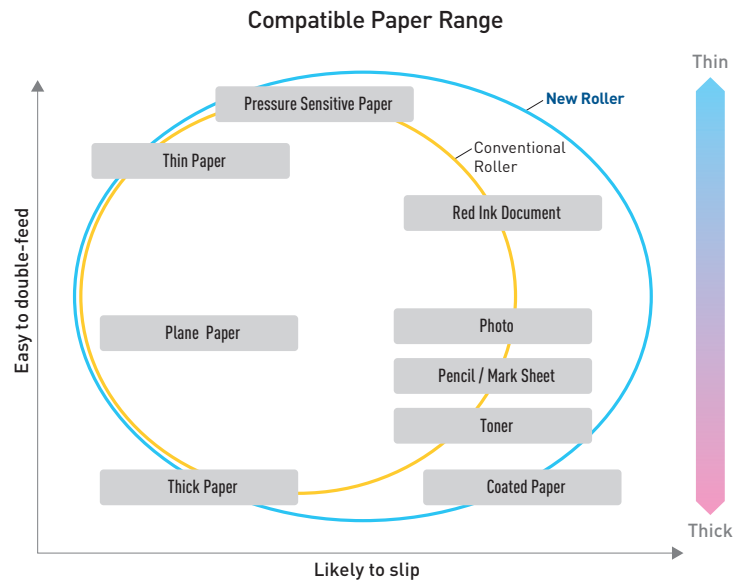 Compatible Paper Range
Thin
Pressure Sensitive Paper
New Roller
Conventional
Roller
Thin Paper
Red Ink Document
Easy to double-feed
Plane Paper
Photo
Pencil / Mark Sheet
Toner
Thick Paper
Coated Paper
Thick
Likely to slip